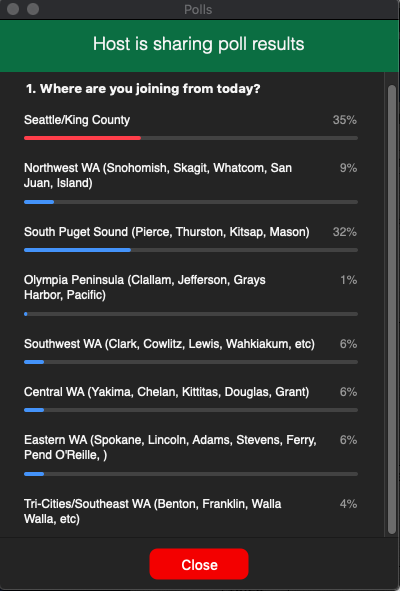 Polls
Host is sharing poll results
1. Where are you joining from today?
Seattle/King County 35%
Northwest WA (Snohomish, Skagit, Whatcom, San 9%
Juan, Island)
South Puget Sound (Pierce, Thurston, Kitsap, Mason) 32%
Olympia Peninsula (Clallam, Jefferson, Grays 1%
Harbor, Pacific)
Southwest WA (Clark, Cowlitz, Lewis, Wahkiakum, etc) 6%
Central WA (Yakima, Chelan, Kittitas, Douglas, Grant) 6%
Eastern WA (Spokane, Lincoln, Adams, Stevens, Ferry, 6%
Pend O'Reille, )
Tri-Cities/Southeast WA (Benton, Franklin, Walla 4%
Walla, etc)
Close